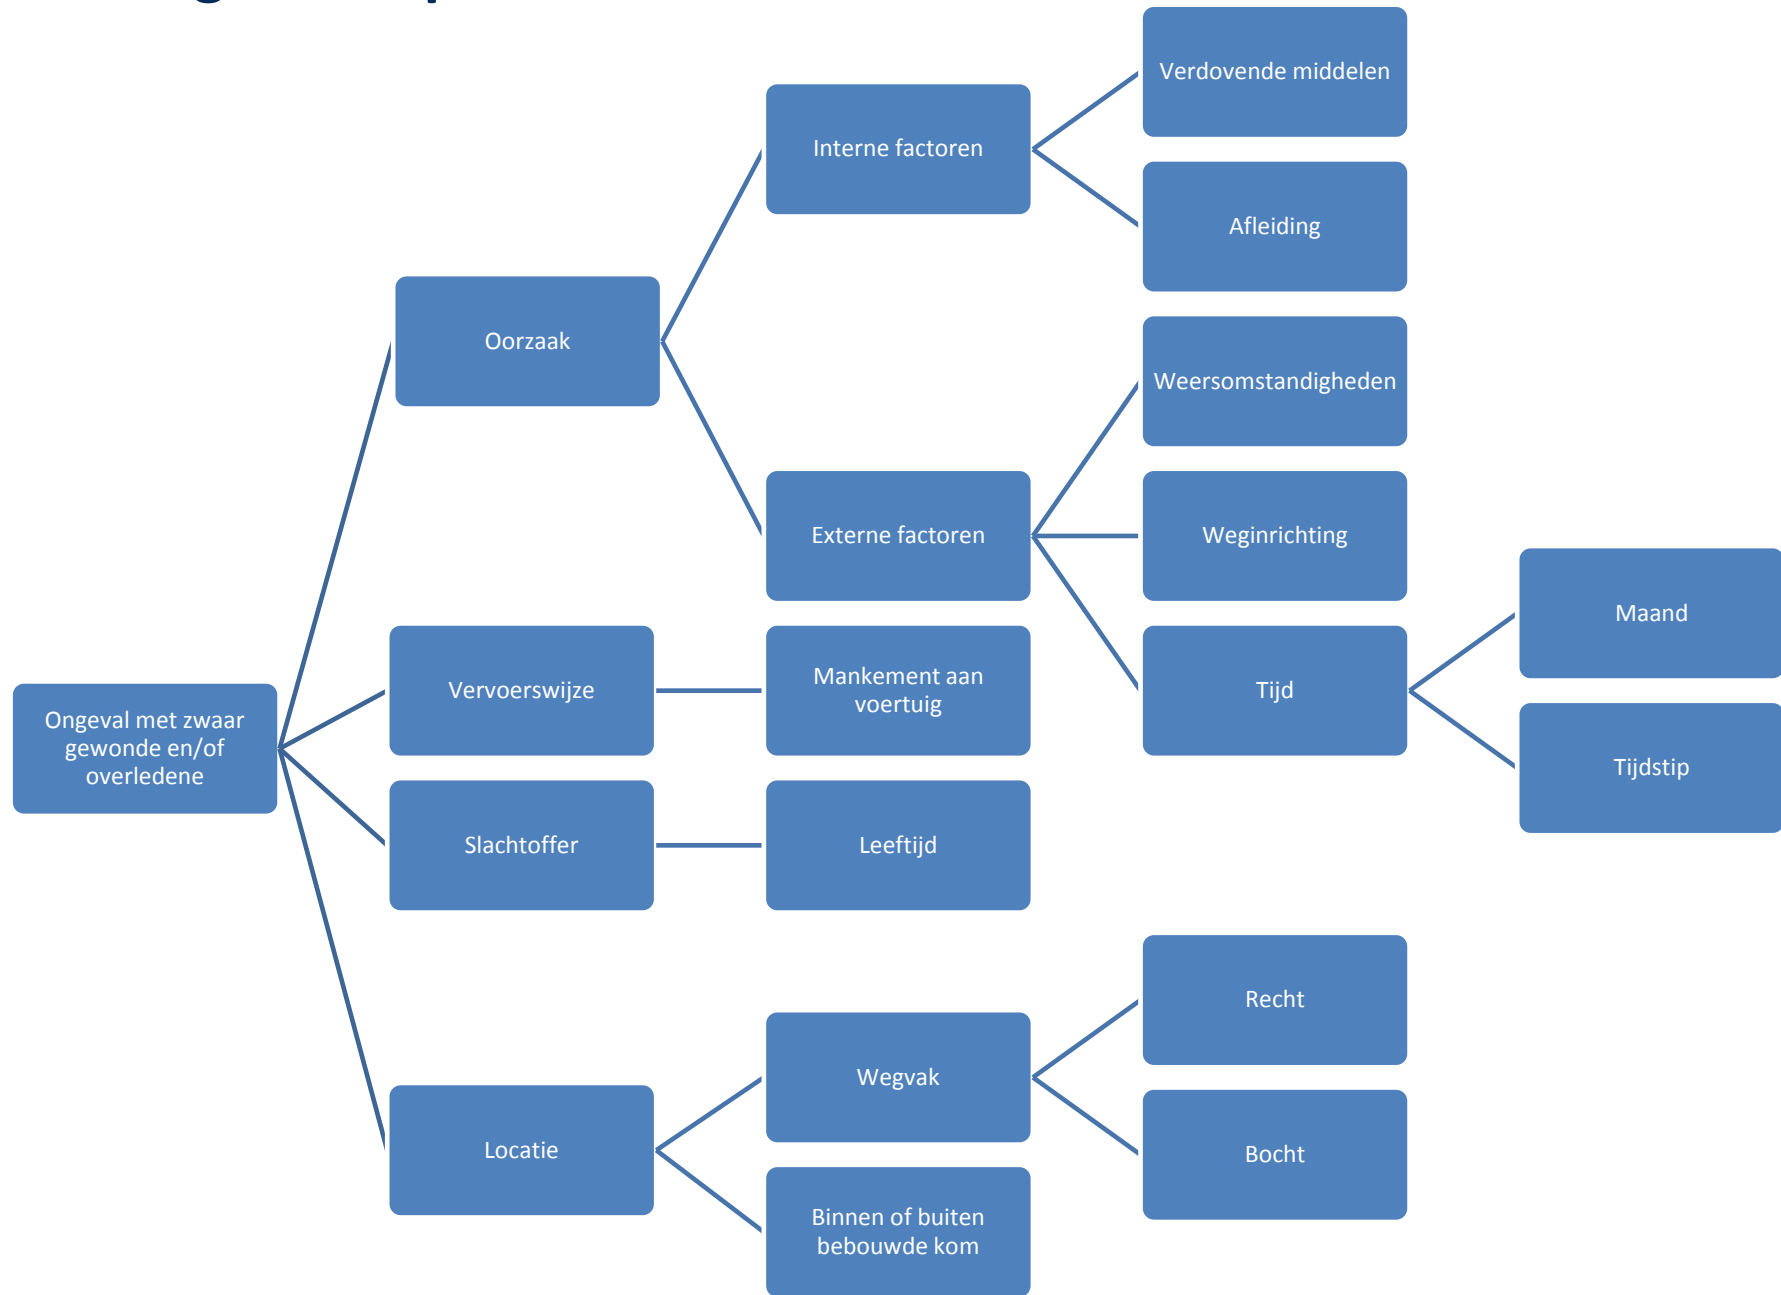 Verdovende middelen
Interne factoren
Afleiding
Oorzaak
Weersomstandigheden
Externe factoren
Weginrichting
Maand
Vervoerswijze
Mankement aan
voertuig
Tijd
Ongeval met zwaar
gewonde en/of
overledene
Tijdstip
Slachtoffer
Leeftijd
Recht
Wegvak
Locatie
Bocht
Binnen of buiten
bebouwde kom